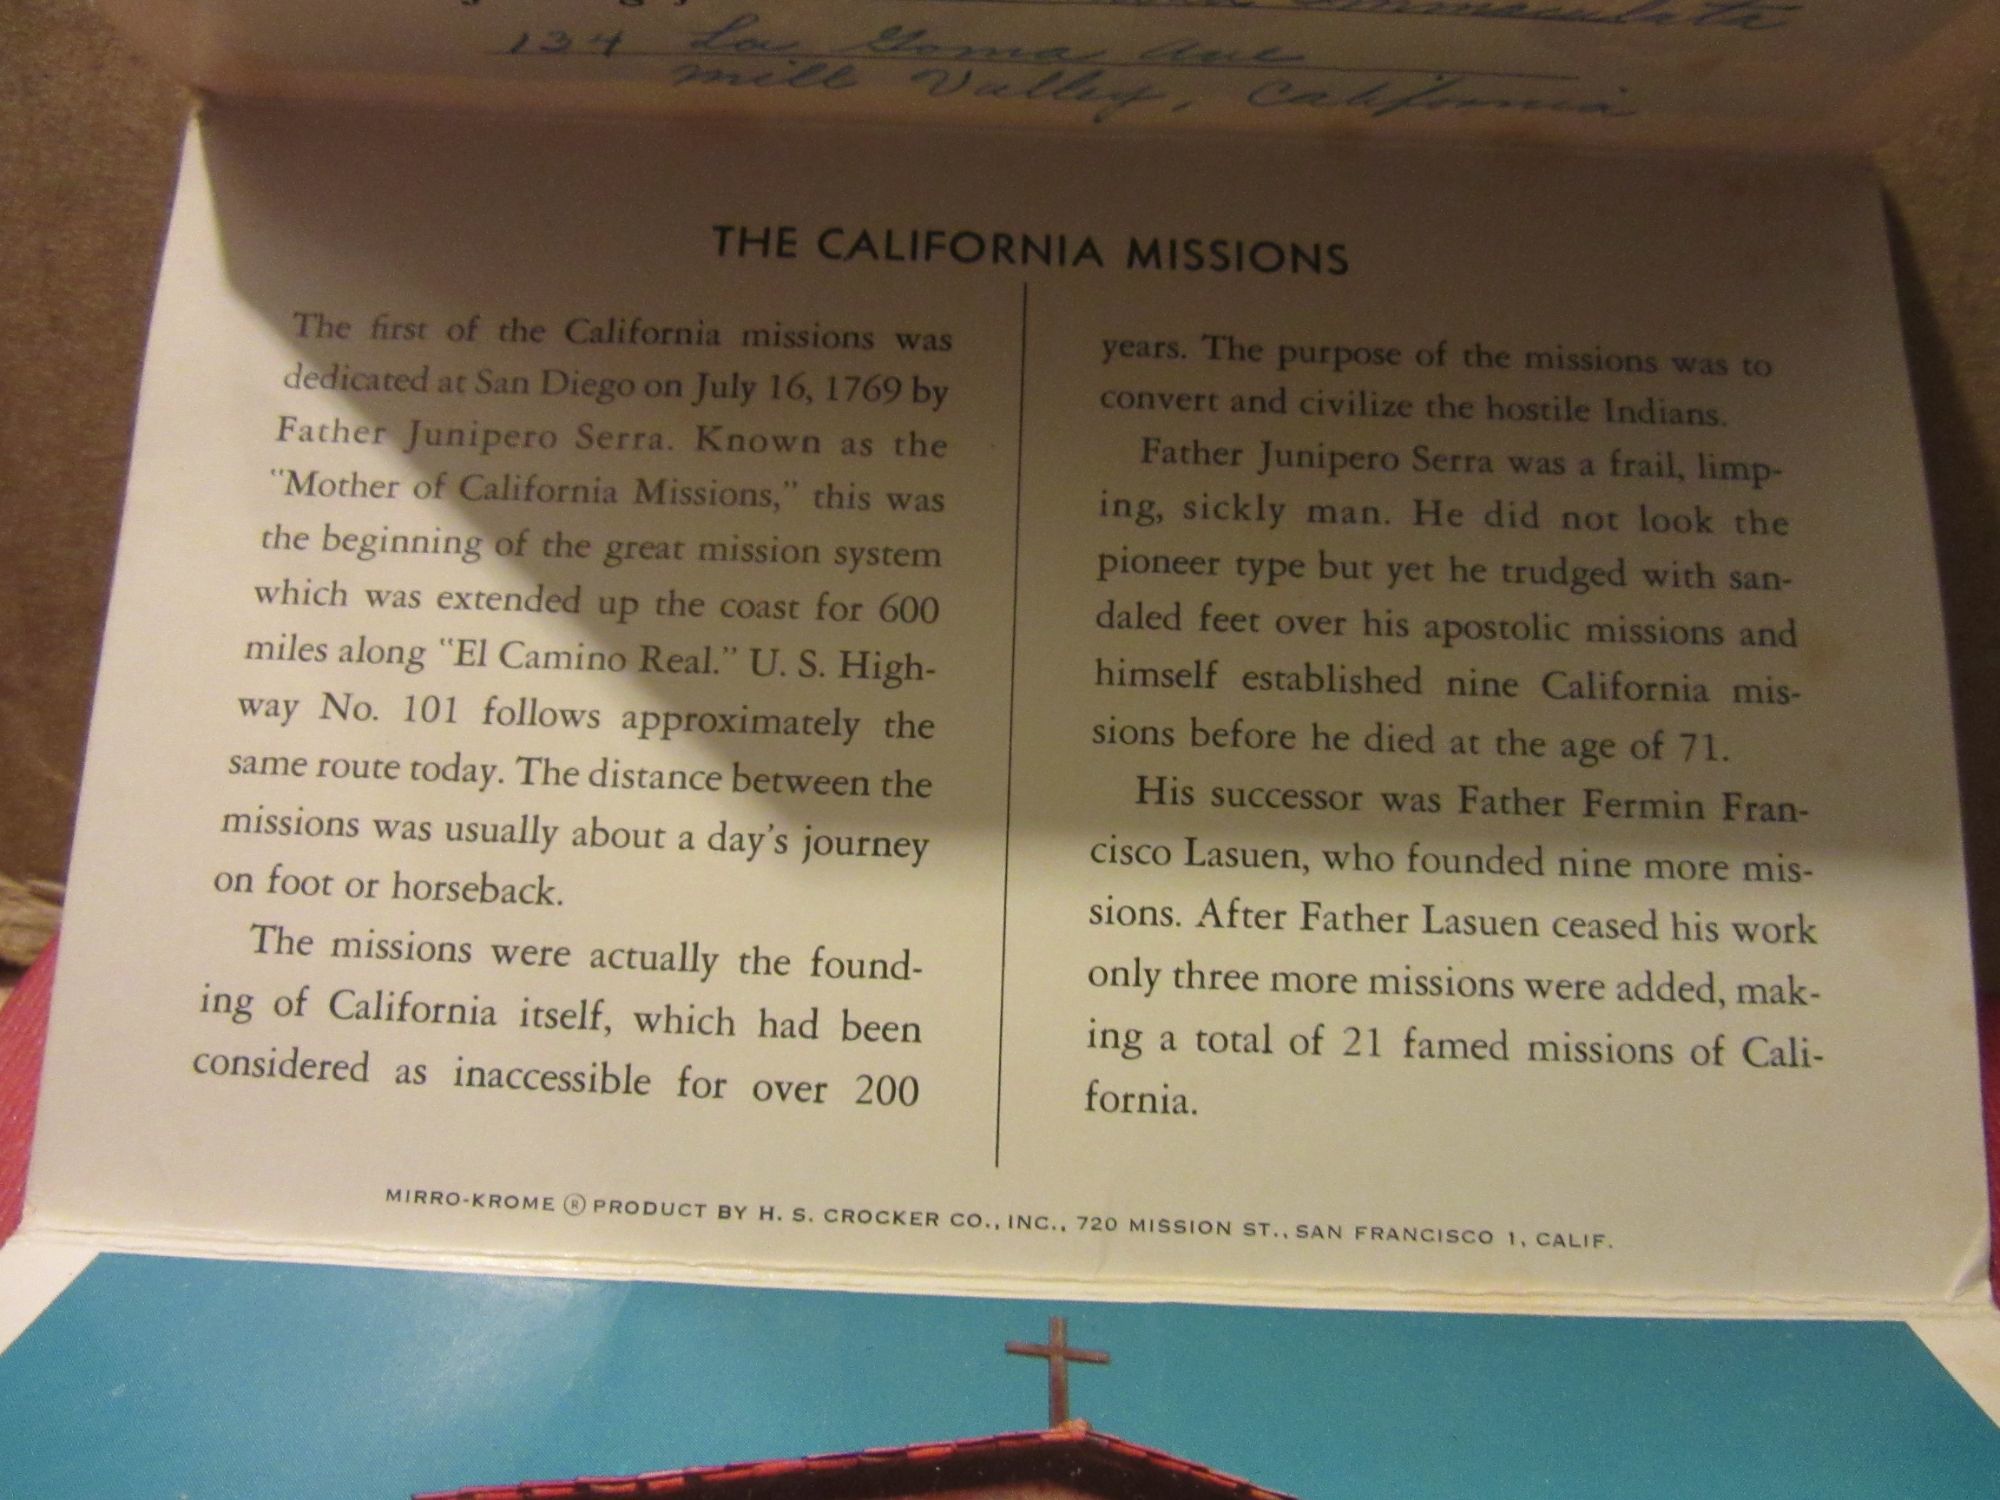 Immaculata
134 La Goma Ave
Mill Valley, California
THE CALIFORNIA MISSIONS
The first of the California missions was
dedicated at San Diego on July 16, 1769 by
Father Junipero Serra. Known as the
"Mother of California Missions," this was
the beginning of the great mission system
which was extended up the coast for 600
miles along "El Camino Real." U. S. High-
way No. 101 follows approximately the
same route today. The distance between the
missions was usually about a day's journey
on foot or horseback.
The missions were actually the found-
ing of California itself, which had been
considered as inaccessible for over 200
years. The purpose of the missions was to
convert and civilize the hostile Indians.
Father Junipero Serra was a frail, limp-
ing, sickly man. He did not look the
pioneer type but yet he trudged with san-
daled feet over his apostolic missions and
himself established nine California mis-
sions before he died at the age of 71.
His successor was Father Fermin Fran-
cisco Lasuen, who founded nine more mis-
sions. After Father Lasuen ceased his work
only three more missions were added, mak-
ing a total of 21 famed missions of Cali-
fornia.
MIRRO-KROME ® PRODUCT BY H. S. CROCKER CO., INC., 720 MISSION ST., SAN FRANCISCO 1, CALIF.